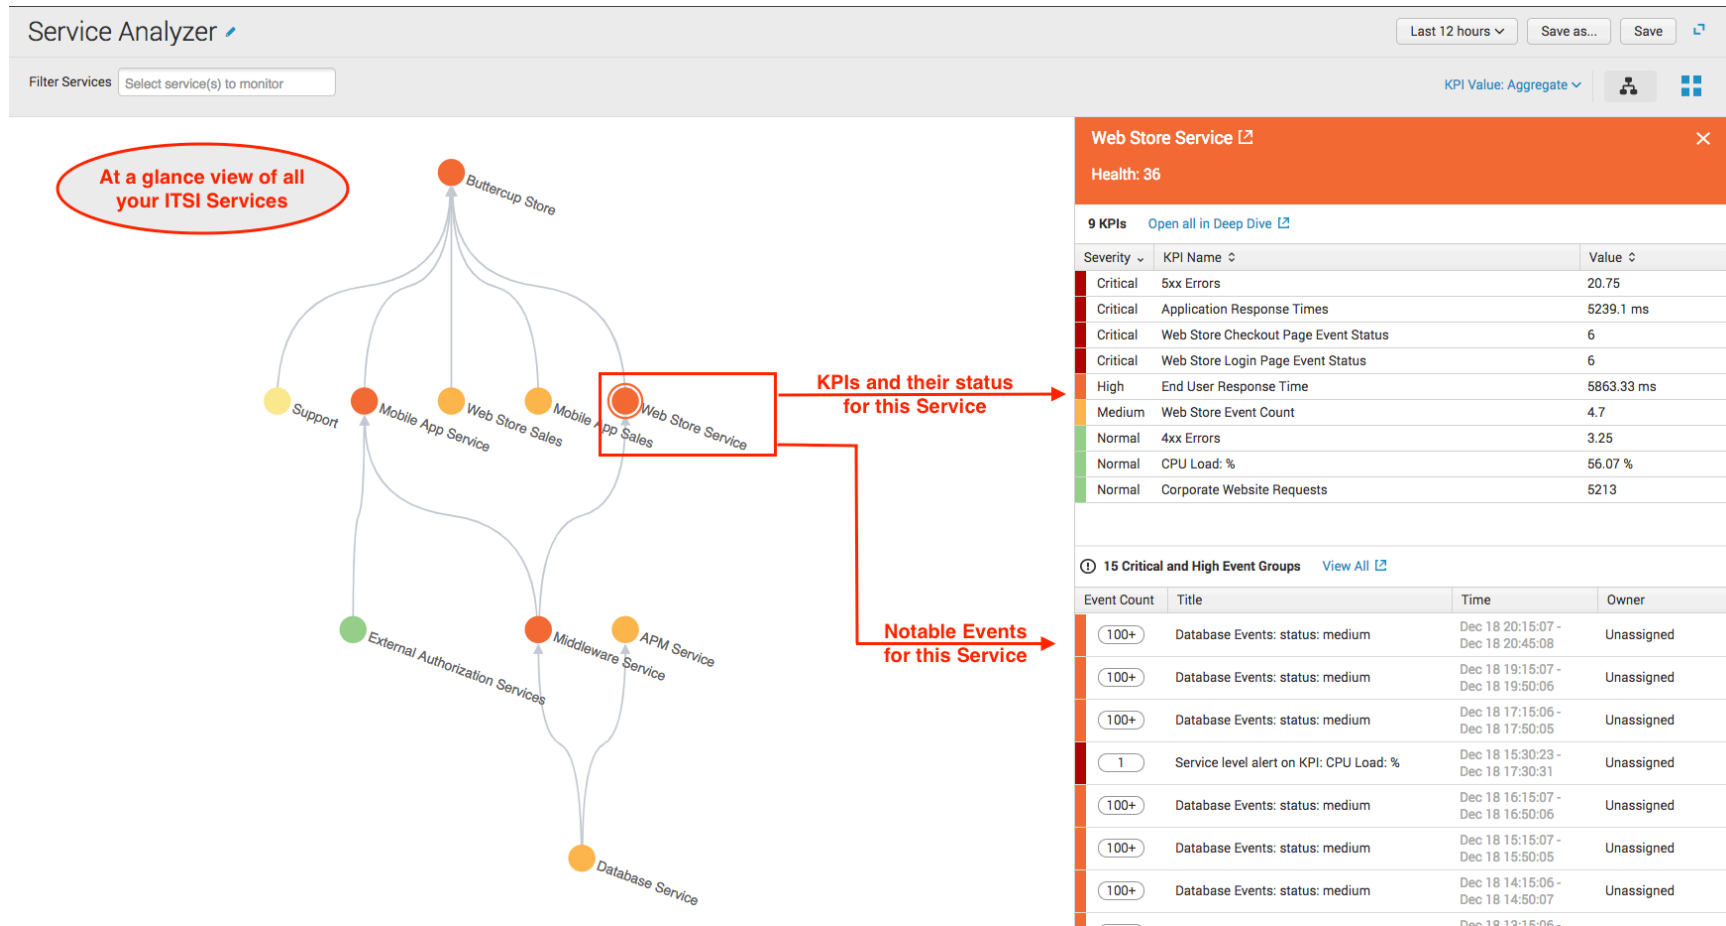 Service Analyzer
Last 12 hours
Save as...
Save
Filter Services
Select service(s) to monitor
KPI Value: Aggregate
At a glance view of all
your ITSI Services
Buttercup Store
Support
Mobile App Service
Web Store Sales
Mobile App Sales
Web Store Service
KPIs and their status
for this Service
External Authorization Services
Middleware Service
APM Service
Notable Events
for this Service
Database Service
Web Store Service
Health: 36
9 KPIs Open all in Deep Dive
Severity KPI Name Value
Critical 5xx Errors 20.75
Critical Application Response Times 5239.1 ms
Critical Web Store Checkout Page Event Status 6
Critical Web Store Login Page Event Status 6
High End User Response Time 5863.33 ms
Medium Web Store Event Count 4.7
Normal 4xx Errors 3.25
Normal CPU Load: % 56.07 %
Normal Corporate Website Requests 5213
15 Critical and High Event Groups View All
Event Count Title Time Owner
100+ Database Events: status: medium Dec 18 20:15:07 - Unassigned
Dec 18 20:45:08
100+ Database Events: status: medium Dec 18 19:15:07 - Unassigned
Dec 18 19:50:06
100+ Database Events: status: medium Dec 18 17:15:06 - Unassigned
Dec 18 17:50:05
1 Service level alert on KPI: CPU Load: % Dec 18 15:30:23 - Unassigned
Dec 18 17:30:31
100+ Database Events: status: medium Dec 18 16:15:07 - Unassigned
Dec 18 16:50:06
100+ Database Events: status: medium Dec 18 15:15:07 - Unassigned
Dec 18 15:50:05
100+ Database Events: status: medium Dec 18 14:15:06 - Unassigned
Dec 18 14:50:07
Dec 18 13:15:06 -